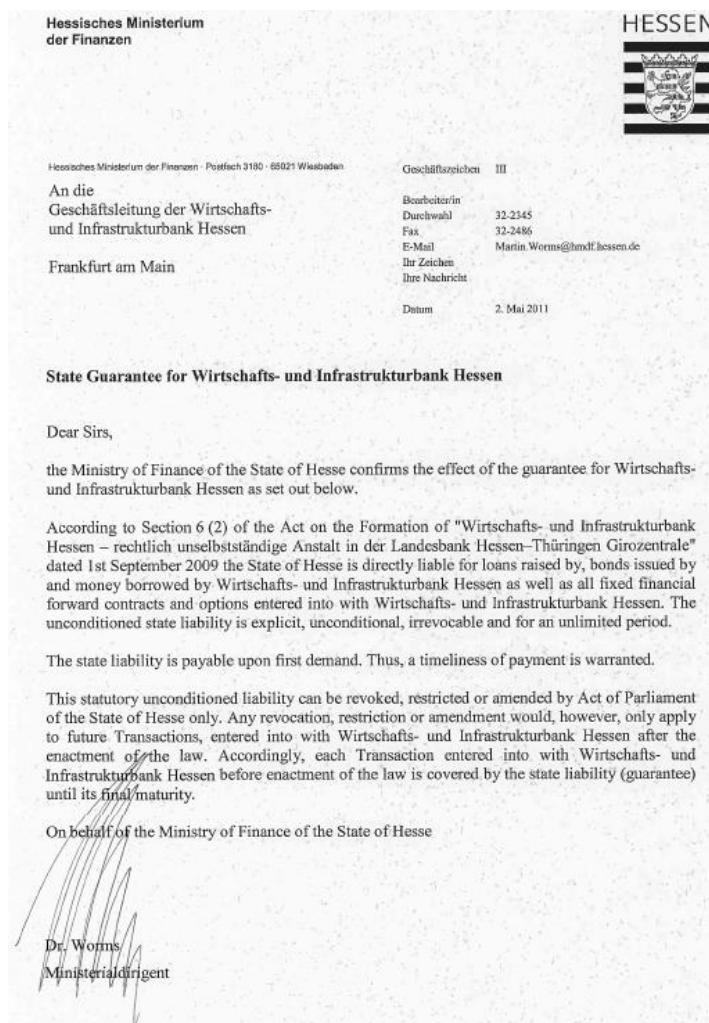 Hessisches Ministerium
der Finanzen
HESSEN
Hessisches Ministerium der Finanzen · Postfach 3180 · 65021 Wiesbaden
An die
Geschäftsleitung der Wirtschafts-
und Infrastrukturbank Hessen
Frankfurt am Main
Geschäftszeichen III
Bearbeiter/in
Durchwahl 32-2345
Fax 32-2486
E-Mail Martin.Worms@hmdf.hessen.de
Ihr Zeichen
Ihre Nachricht
Datum 2. Mai 2011
State Guarantee for Wirtschafts- und Infrastrukturbank Hessen
Dear Sirs,
the Ministry of Finance of the State of Hesse confirms the effect of the guarantee for Wirtschafts-
und Infrastrukturbank Hessen as set out below.
According to Section 6 (2) of the Act on the Formation of "Wirtschafts- und Infrastrukturbank
Hessen – rechtlich unselbstständige Anstalt in der Landesbank Hessen–Thüringen Girozentrale"
dated 1st September 2009 the State of Hesse is directly liable for loans raised by, bonds issued by
and money borrowed by Wirtschafts- und Infrastrukturbank Hessen as well as all fixed financial
forward contracts and options entered into with Wirtschafts- und Infrastrukturbank Hessen. The
unconditioned state liability is explicit, unconditional, irrevocable and for an unlimited period.
The state liability is payable upon first demand. Thus, a timeliness of payment is warranted.
This statutory unconditioned liability can be revoked, restricted or amended by Act of Parliament
of the State of Hesse only. Any revocation, restriction or amendment would, however, only apply
to future Transactions, entered into with Wirtschafts- und Infrastrukturbank Hessen after the
enactment of the law. Accordingly, each Transaction entered into with Wirtschafts- und
Infrastrukturbank Hessen before enactment of the law is covered by the state liability (guarantee)
until its final maturity.
On behalf of the Ministry of Finance of the State of Hesse
Dr. Worms
Ministerialdirigent